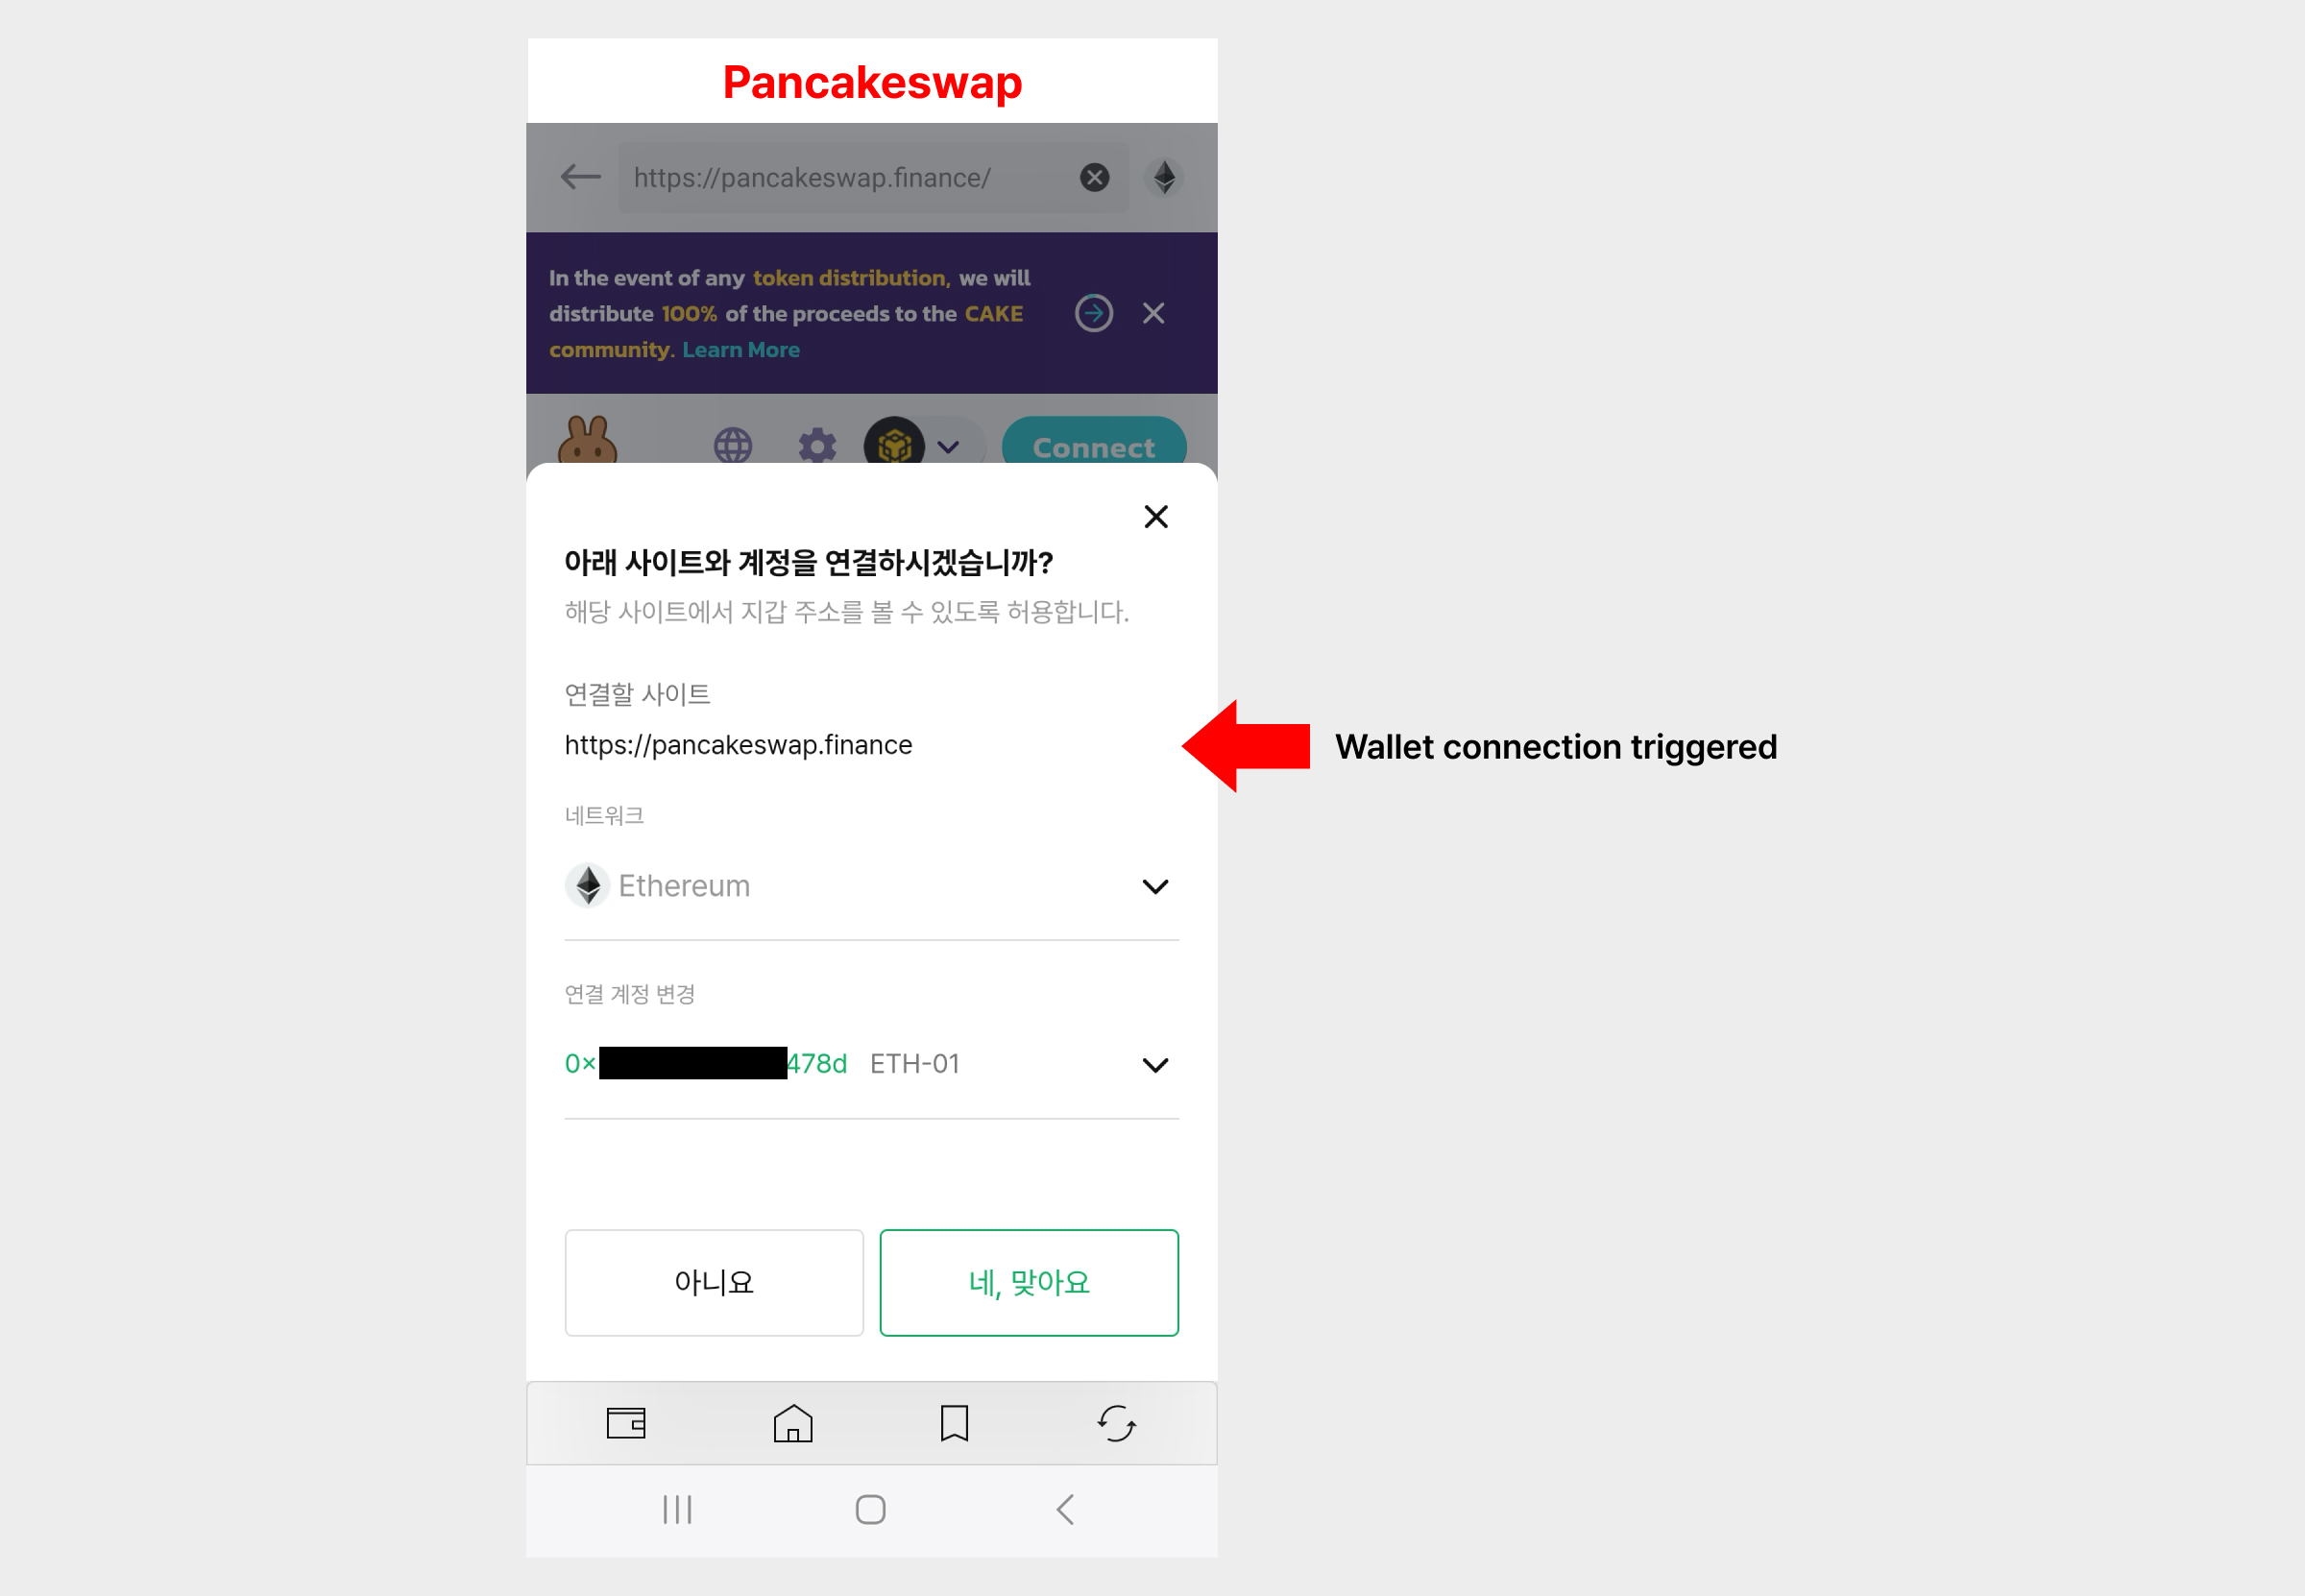 Pancakeswap
https://pancakeswap.finance/
In the event of any token distribution, we will
distribute 100% of the proceeds to the CAKE
community. Learn More
Connect
아래 사이트와 계정을 연결하시겠습니까?
해당 사이트에서 지갑 주소를 볼 수 있도록 허용합니다.
연결할 사이트
https://pancakeswap.finance
Wallet connection triggered
네트워크
Ethereum
연결 계정 변경
0x 478d ETH-01
아니요
네, 맞아요